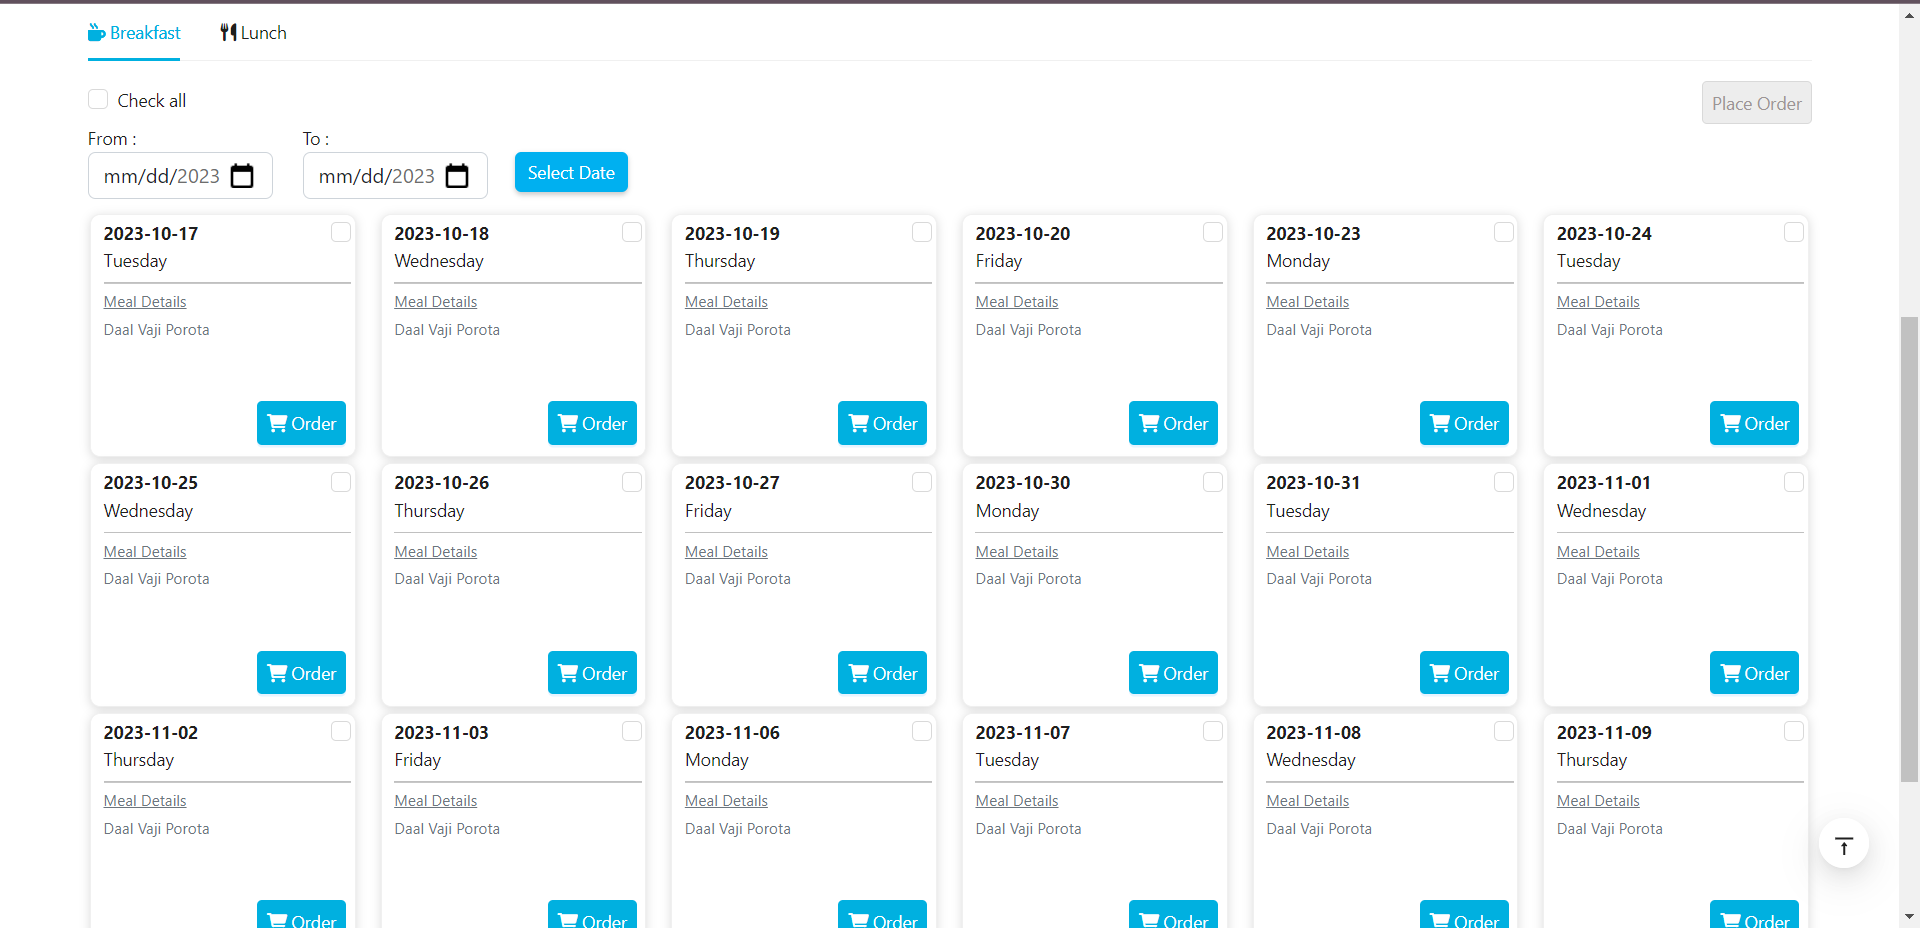 Breakfast Lunch
Check all
Place Order
From : To :
mm/dd/2023 mm/dd/2023 Select Date
2023-10-17 2023-10-18 2023-10-19 2023-10-20 2023-10-23 2023-10-24
Tuesday Wednesday Thursday Friday Monday Tuesday
Meal Details Meal Details Meal Details Meal Details Meal Details Meal Details
Daal Vaji Porota Daal Vaji Porota Daal Vaji Porota Daal Vaji Porota Daal Vaji Porota Daal Vaji Porota
Order Order Order Order Order Order
2023-10-25 2023-10-26 2023-10-27 2023-10-30 2023-10-31 2023-11-01
Wednesday Thursday Friday Monday Tuesday Wednesday
Meal Details Meal Details Meal Details Meal Details Meal Details Meal Details
Daal Vaji Porota Daal Vaji Porota Daal Vaji Porota Daal Vaji Porota Daal Vaji Porota Daal Vaji Porota
Order Order Order Order Order Order
2023-11-02 2023-11-03 2023-11-06 2023-11-07 2023-11-08 2023-11-09
Thursday Friday Monday Tuesday Wednesday Thursday
Meal Details Meal Details Meal Details Meal Details Meal Details Meal Details
Daal Vaji Porota Daal Vaji Porota Daal Vaji Porota Daal Vaji Porota Daal Vaji Porota Daal Vaji Porota
Order Order Order Order Order Order